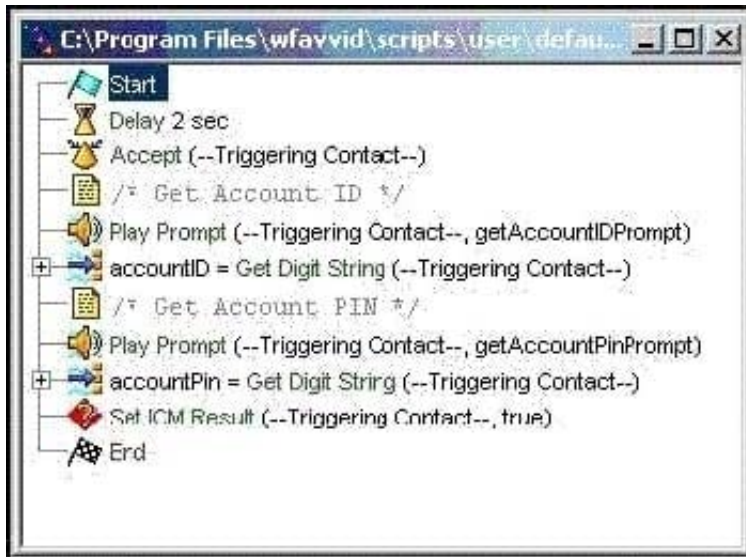 C:\Program Files\wfavvid\scripts\user\defau...
Start
Delay 2 sec
Accept (--Triggering Contact--)
/* Get Account ID */
Play Prompt (--Triggering Contact--, getAccountIDPrompt)
accountID = Get Digit String (--Triggering Contact--)
/* Get Account PIN */
Play Prompt (--Triggering Contact--, getAccountPinPrompt)
accountPin = Get Digit String (--Triggering Contact--)
Set ICM Result (--Triggering Contact--, true)
End